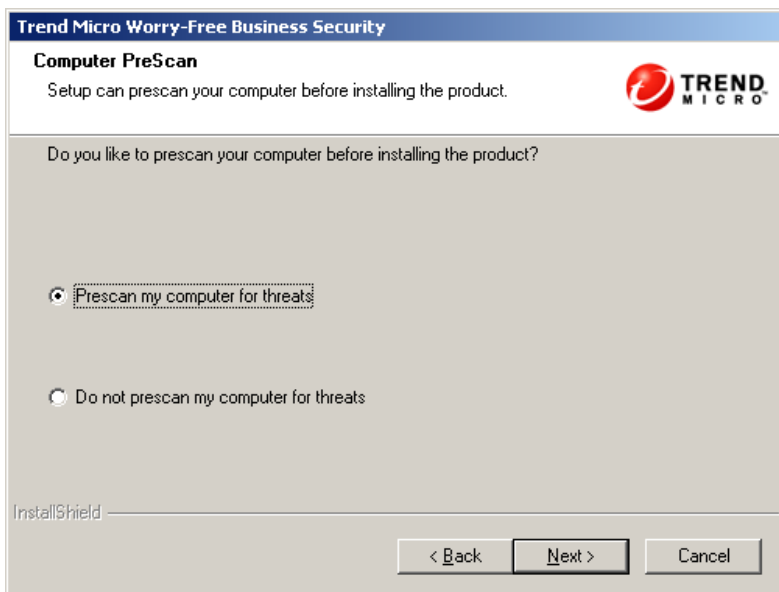 Trend Micro Worry-Free Business Security
Computer PreScan
Setup can prescan your computer before installing the product.
TREND
MICRO
Do you like to prescan your computer before installing the product?
Prescan my computer for threats
Do not prescan my computer for threats
InstallShield
< Back
Next >
Cancel